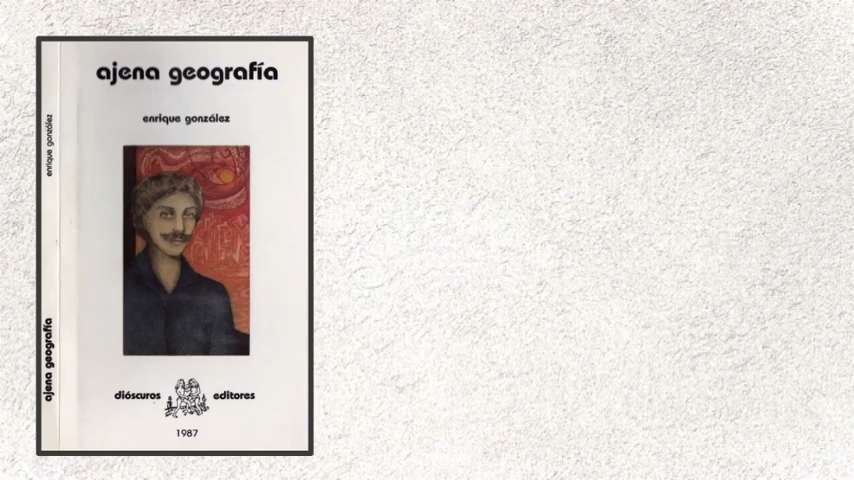 ajena geografía
enrique gonzález
dióscuros editores
1987
enrique gonzález
ajena geografía